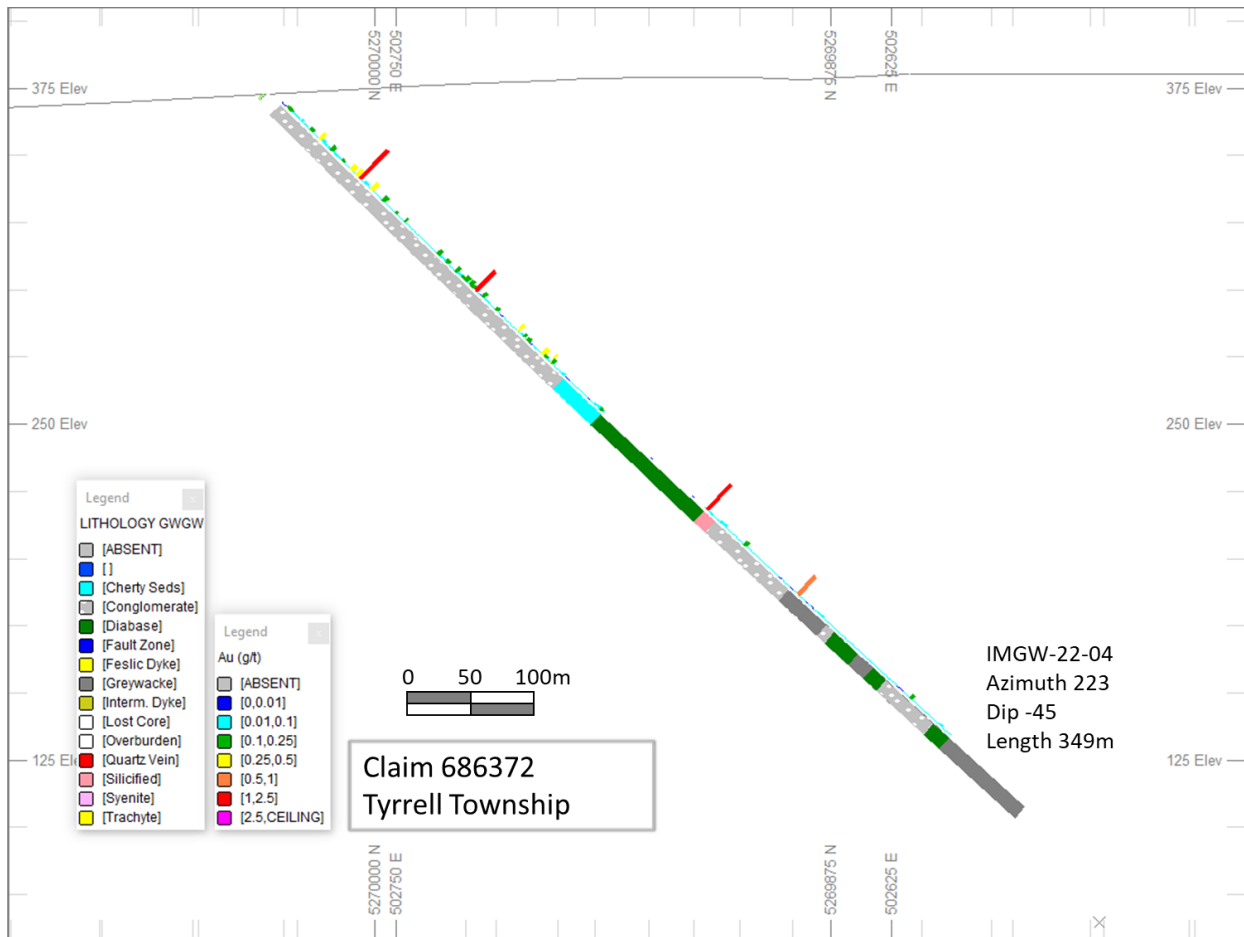 5270000 N
502750 E
5269875 N
502625 E
375 Elev
375 Elev
250 Elev
250 Elev
Legend
LITHOLOGY GWGW
[ABSENT]
[ ]
[Cherty Seds]
[Conglomerate]
[Diabase]
[Fault Zone]
[Feslic Dyke]
[Greywacke]
[Interm. Dyke]
[Lost Core]
[Overburden]
[Quartz Vein]
[Silicified]
[Syenite]
[Trachyte]
Legend
Au (g/t)
[ABSENT]
[0,0.01]
[0.01,0.1]
[0.1,0.25]
[0.25,0.5]
[0.5,1]
[1,2.5]
[2.5,CEILING]
0 50 100m
IMGW-22-04
Azimuth 223
Dip -45
Length 349m
125 Ele
125 Elev
Claim 686372
Tyrrell Township
5270000 N
502750 E
5269875 N
502625 E